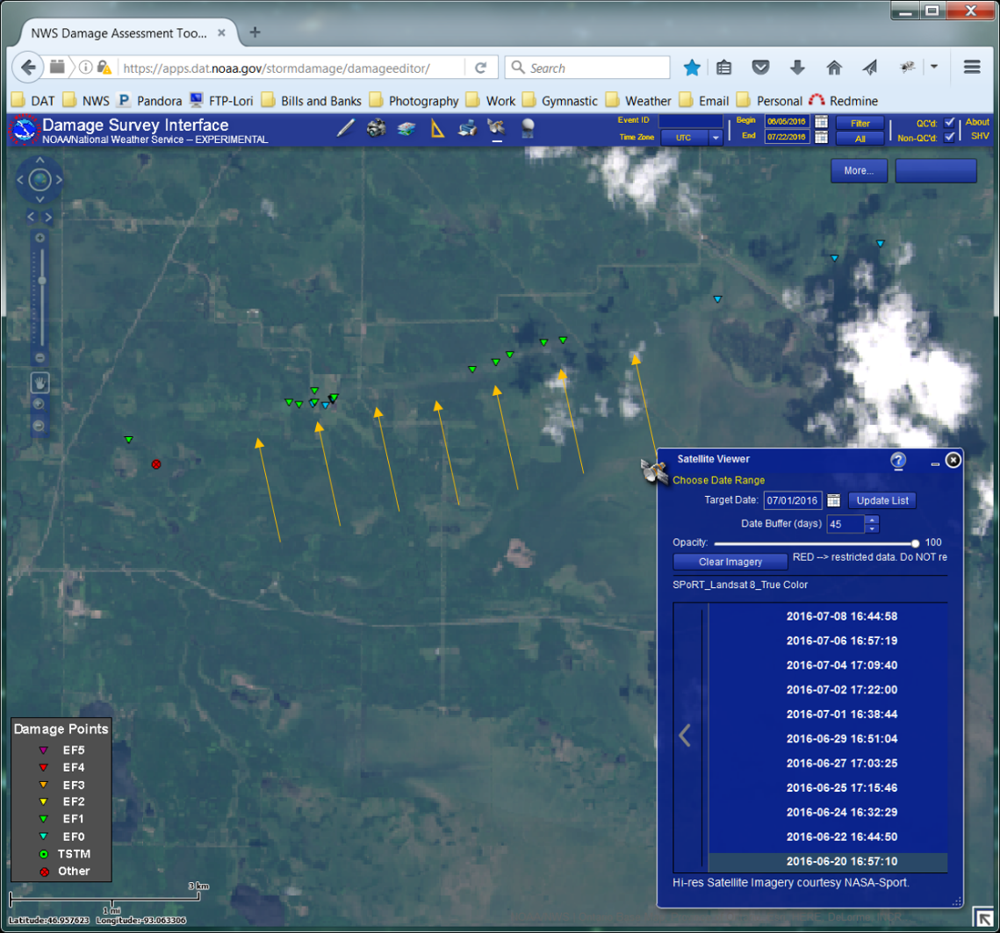 NWS Damage Assessment Too... × +
https://apps.dat.noaa.gov/stormdamage/damageeditor/
Search
DAT NWS Pandora FTP-Lori Bills and Banks Photography Work Gymnastic Weather Email Personal Redmine
Damage Survey Interface
NOAA/National Weather Service -- EXPERIMENTAL
Event ID
Time Zone UTC
Begin 06/05/2016
End 07/22/2016
Filter
All
QC'd:
Non-QC'd:
About
SHV
More...
Satellite Viewer
Choose Date Range
Target Date: 07/01/2016 Update List
Date Buffer (days) 45
Opacity: 100
Clear Imagery RED --> restricted data. Do NOT re
SPoRT_Landsat 8_True Color
2016-07-08 16:44:58
2016-07-06 16:57:19
2016-07-04 17:09:40
2016-07-02 17:22:00
2016-07-01 16:38:44
2016-06-29 16:51:04
2016-06-27 17:03:25
2016-06-25 17:15:46
2016-06-24 16:32:29
2016-06-22 16:44:50
2016-06-20 16:57:10
Hi-res Satellite Imagery courtesy NASA-Sport.
Damage Points
EF5
EF4
EF3
EF2
EF1
EF0
TSTM
Other
3 km
1 mi
Latitude:46.957623 Longitude:-93.063306